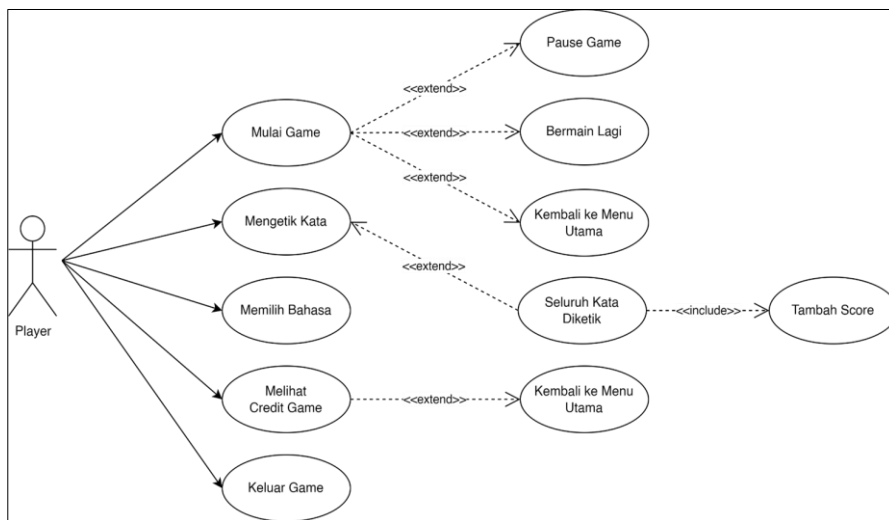 Pause Game
<<extend>>
Mulai Game
<<extend>>
Bermain Lagi
<<extend>>
Mengetik Kata
Kembali ke Menu
Utama
<<extend>>
Player
Memilih Bahasa
Seluruh Kata
Diketik
<<include>>
Tambah Score
Melihat
Credit Game
<<extend>>
Kembali ke Menu
Utama
Keluar Game